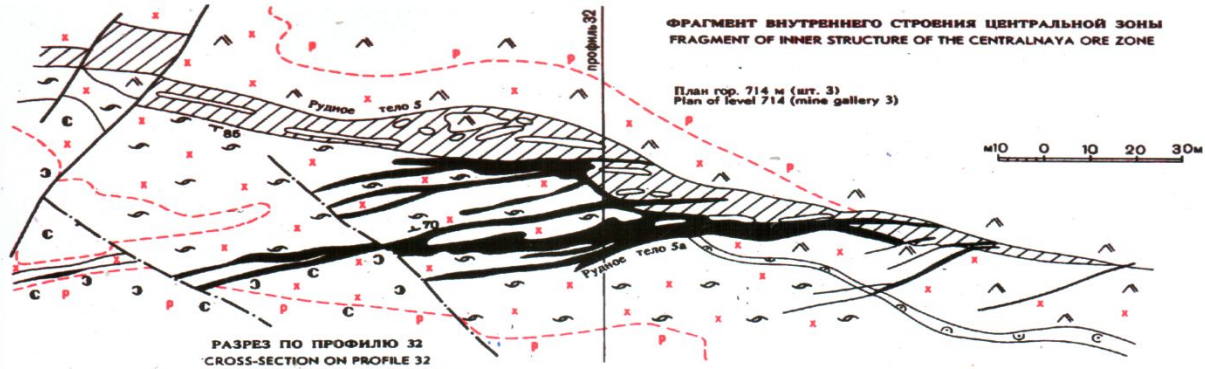 ФРАГМЕНТ ВНУТРЕННЕГО СТРОЕНИЯ ЦЕНТРАЛЬНОЙ ЗОНЫ
FRAGMENT OF INNER STRUCTURE OF THE CENTRALNAYA ORE ZONE
План гор. 714 м (шт. 3)
Plan of level 714 (mine gallery 3)
м10 0 10 20 30м
профиль 32
Рудное тело 5
86
70
Рудное тело 5а
РАЗРЕЗ ПО ПРОФИЛЮ 32
CROSS-SECTION ON PROFILE 32